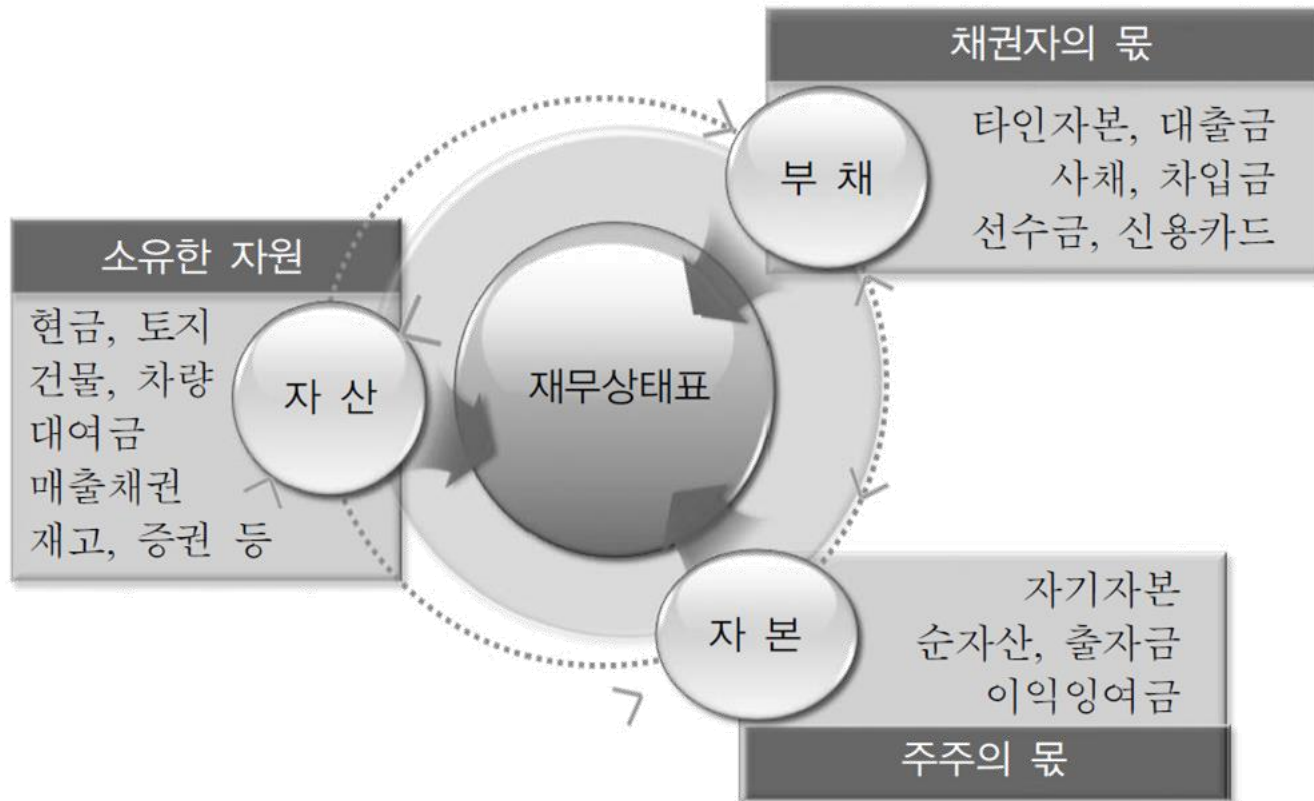 채권자의 몫
타인자본, 대출금
사채, 차입금
선수금, 신용카드
부 채
소유한 자원
현금, 토지
건물, 차량
대여금
매출채권
재고, 증권 등
자 산
재무상태표
자 본
자기자본
순자산, 출자금
이익잉여금
주주의 몫